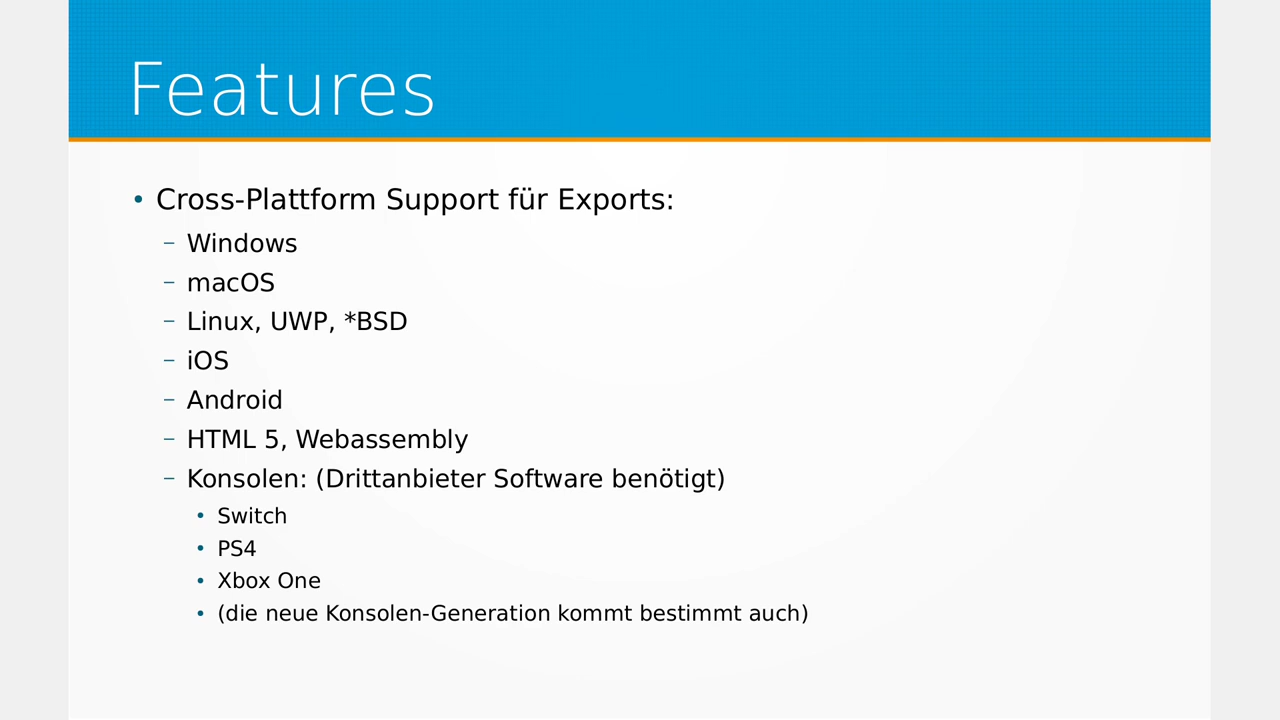 Features
• Cross-Plattform Support für Exports:
– Windows
– macOS
– Linux, UWP, *BSD
– iOS
– Android
– HTML 5, Webassembly
– Konsolen: (Drittanbieter Software benötigt)
• Switch
• PS4
• Xbox One
• (die neue Konsolen-Generation kommt bestimmt auch)